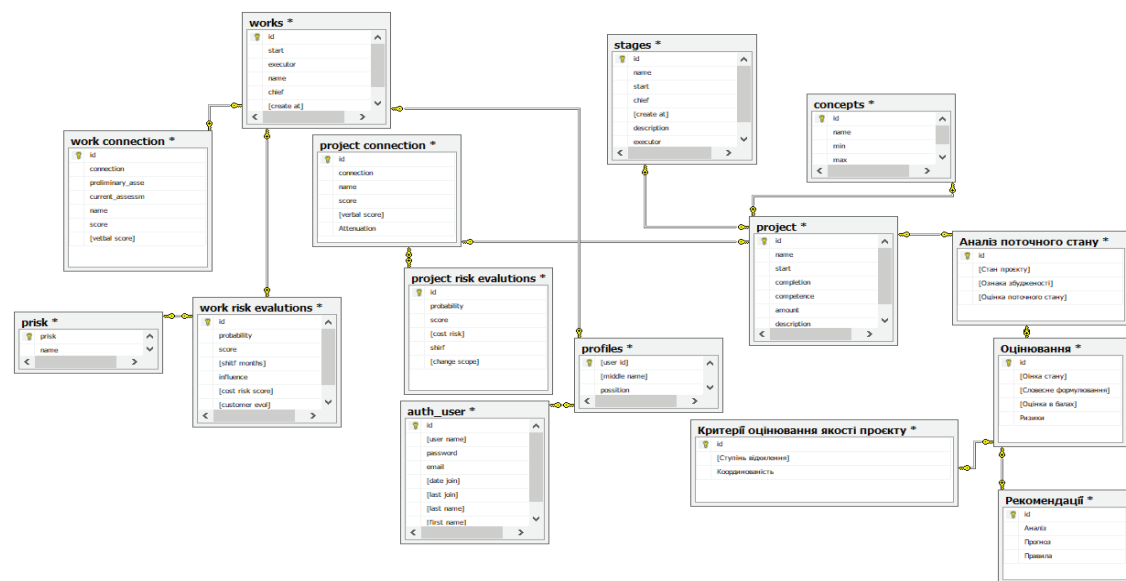 works *
id
start
executor
name
chief
[create at]
stages *
id
name
start
chief
[create at]
description
executor
concepts *
id
name
min
max
work connection *
id
connection
preliminary_asse
current_assessm
name
score
[vetbal score]
project connection *
id
connection
name
score
[verbal score]
Attenuation
project *
id
name
start
completion
competence
amount
description
Аналіз поточного стану *
id
[Стан проєкту]
[Ознака збудженості]
[Оцінка поточного стану]
project risk evalutions *
id
probability
score
[cost risk]
shirf
[change scope]
work risk evalutions *
id
probability
score
[shitf months]
influence
[cost risk score]
[customer eval]
prisk *
prisk
name
profiles *
[user id]
[middle name]
possition
Оцінювання *
id
[Оінка стану]
[Словесне формулювання]
[Оцінка в балах]
Ризики
auth_user *
id
[user name]
password
email
[date join]
[last join]
[last name]
[first name]
Критерії оцінювання якості проєкту *
id
[Ступінь відхилення]
Координованість
Рекомендації *
id
Аналіз
Прогноз
Правила